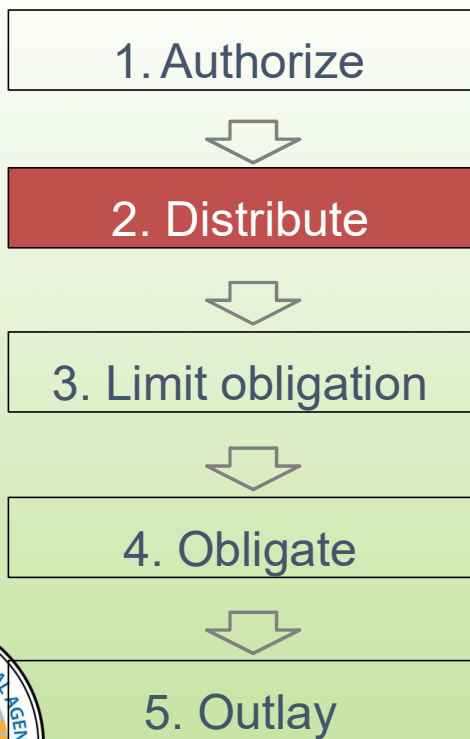 1. Authorize
2. Distribute
3. Limit obligation
4. Obligate
5. Outlay